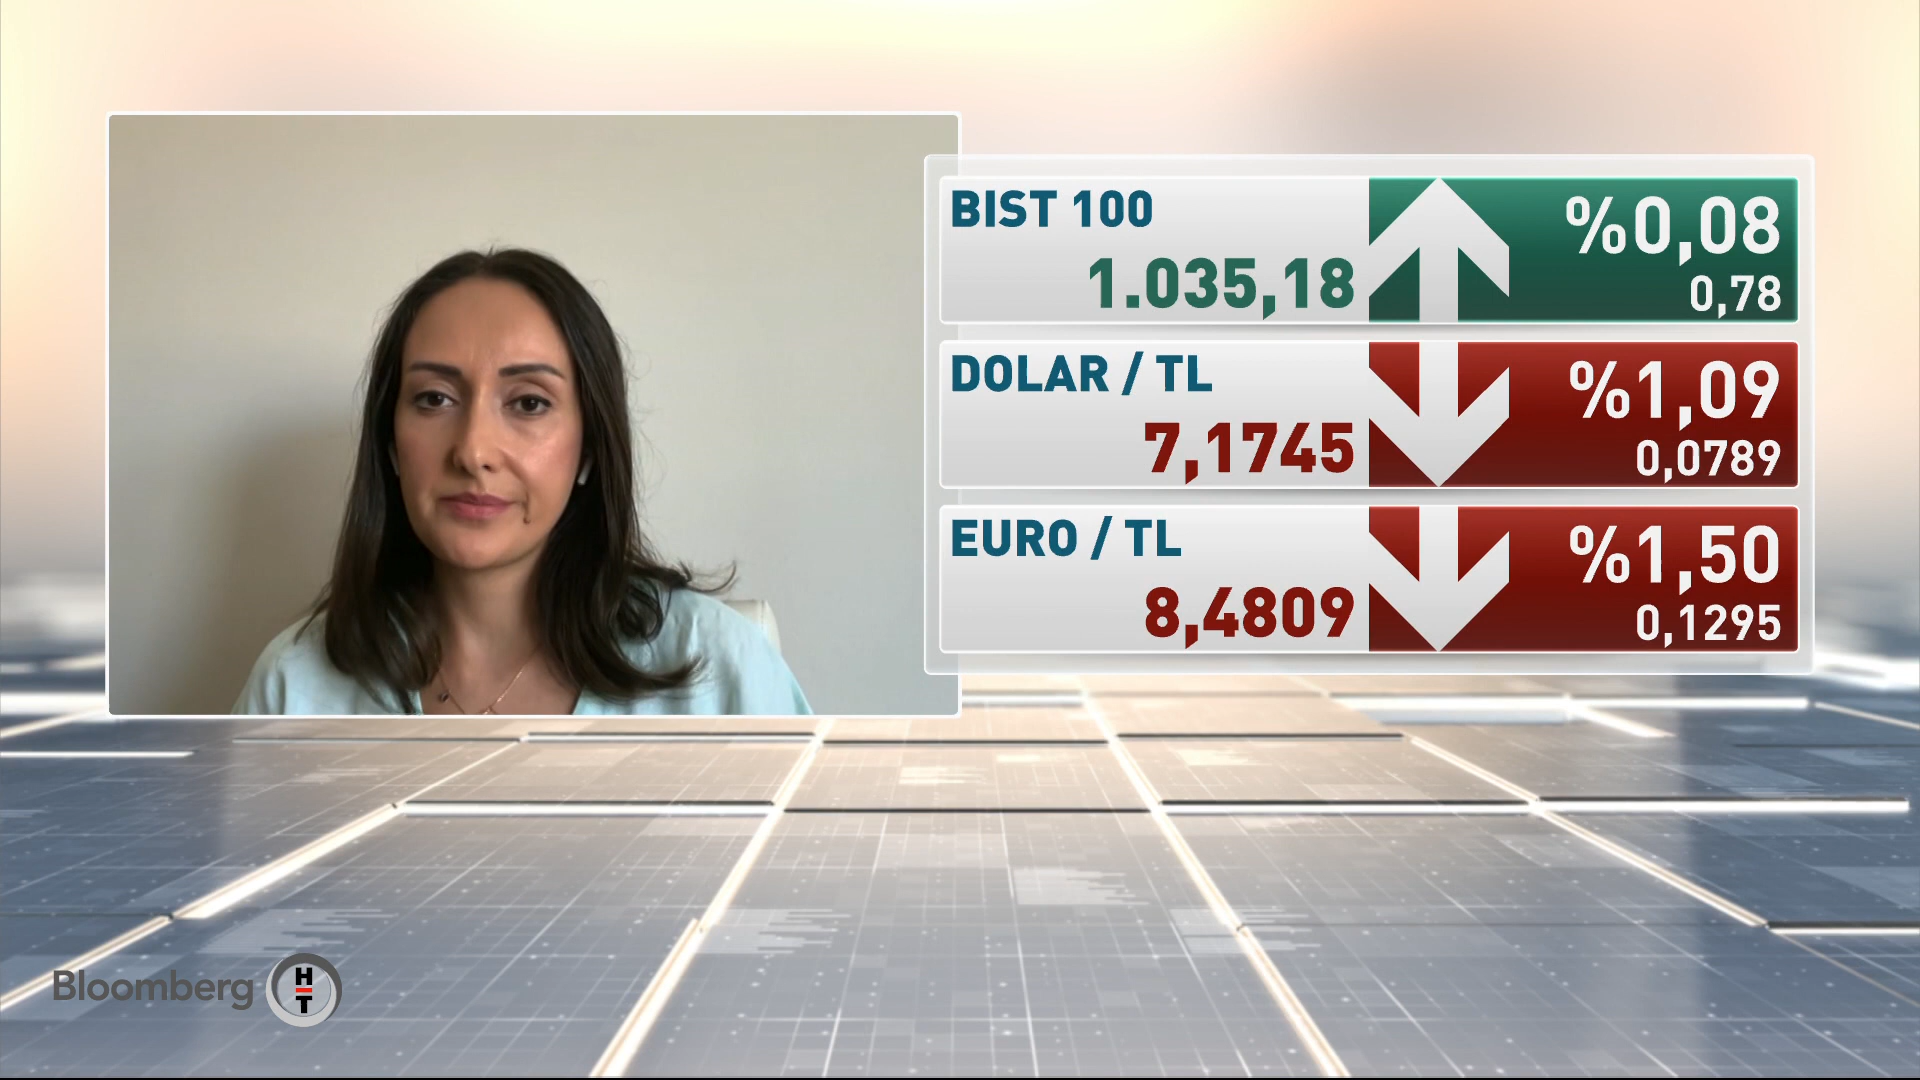 BIST 100
1.035,18
%0,08
0,78
DOLAR / TL
7,1745
%1,09
0,0789
EURO / TL
8,4809
%1,50
0,1295
Bloomberg HT